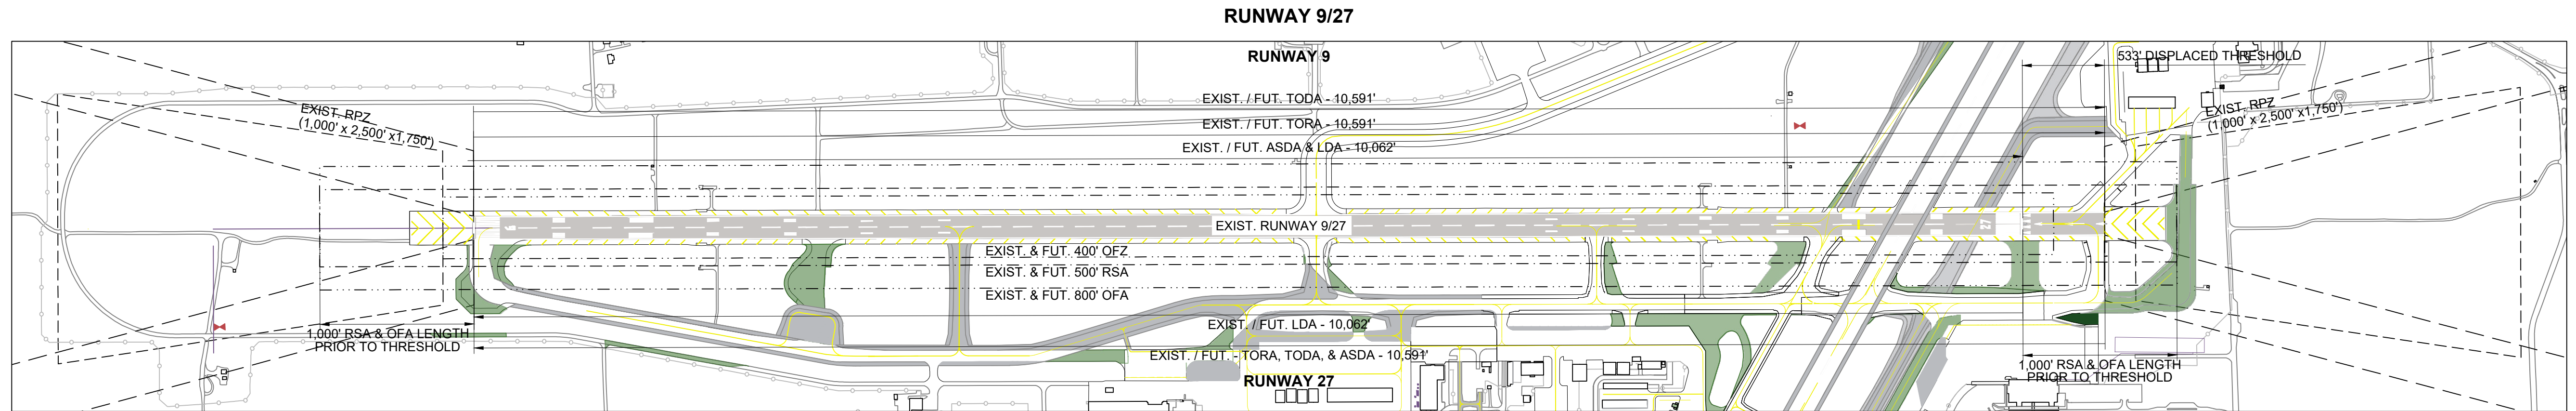 RUNWAY 9/27
RUNWAY 9
533' DISPLACED THRESHOLD
EXIST. / FUT. TODA - 10,591'
EXIST. RPZ
(1,000' x 2,500' x1,750')
EXIST. RPZ
(1,000' x 2,500' x1,750')
EXIST. / FUT. TORA - 10,591'
EXIST. / FUT. ASDA & LDA - 10,062'
EXIST. RUNWAY 9/27
9
27
EXIST. & FUT. 400' OFZ
EXIST. & FUT. 500' RSA
EXIST. & FUT. 800' OFA
EXIST. / FUT. LDA - 10,062'
1,000' RSA & OFA LENGTH
PRIOR TO THRESHOLD
EXIST. / FUT. - TORA, TODA, & ASDA - 10,591'
1,000' RSA & OFA LENGTH
PRIOR TO THRESHOLD
RUNWAY 27